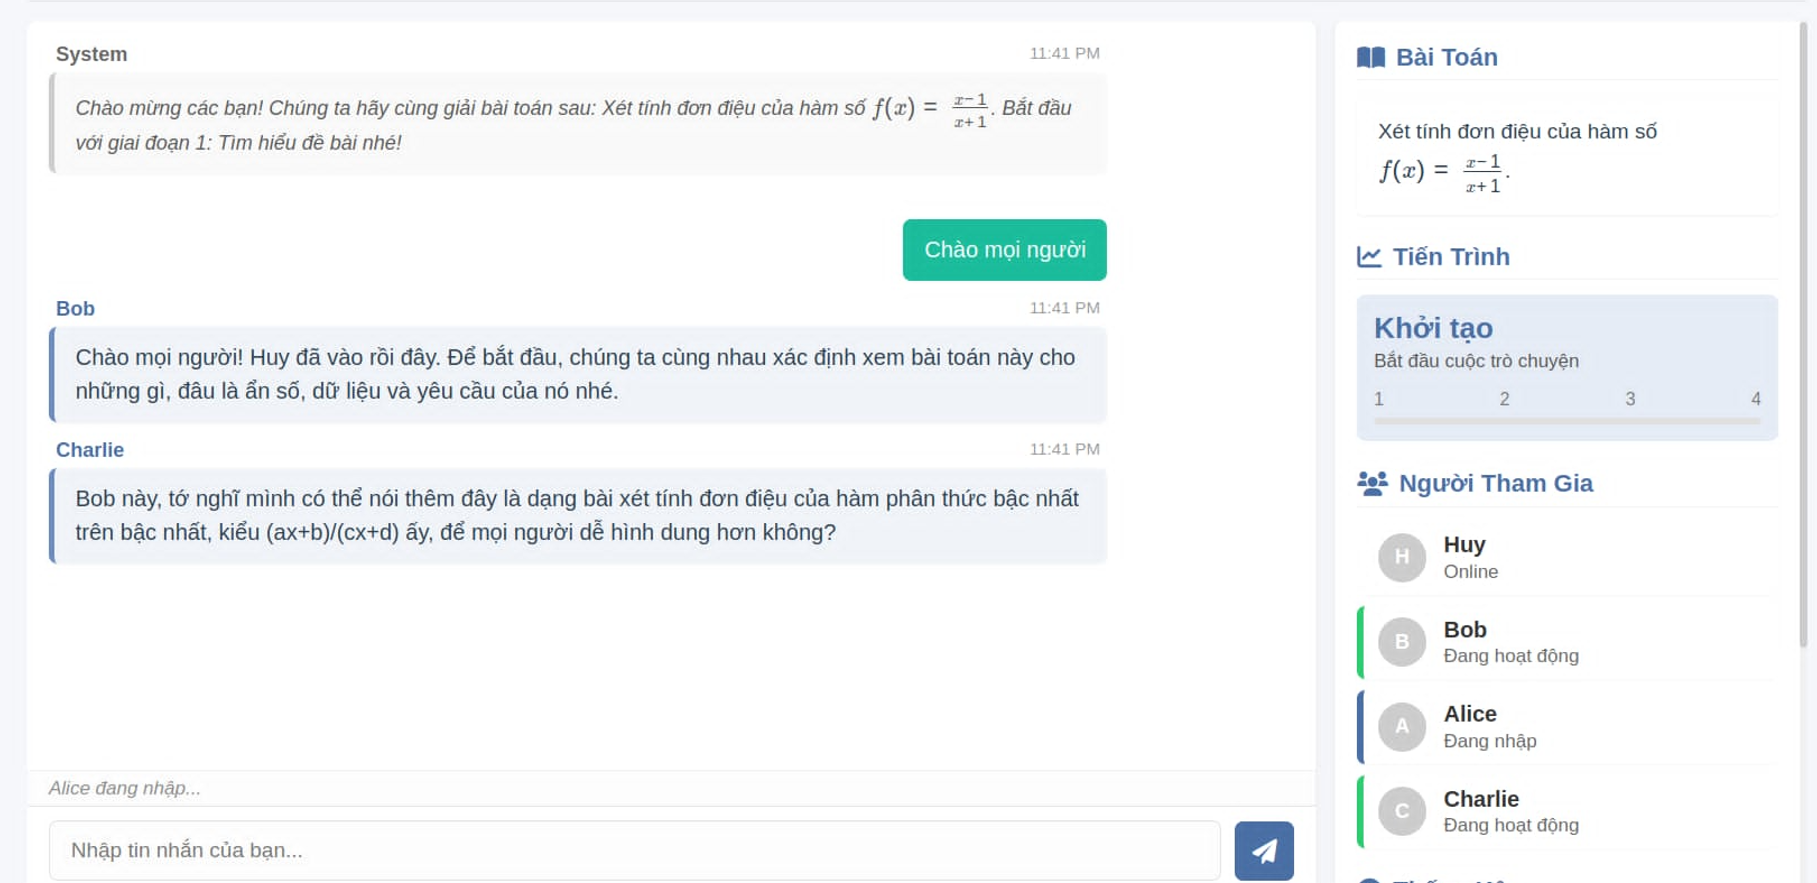 System 11:41 PM
Chào mừng các bạn! Chúng ta hãy cùng giải bài toán sau: Xét tính đơn điệu của hàm số f(x) = \frac{x-1}{x+1}. Bắt đầu
với giai đoạn 1: Tìm hiểu đề bài nhé!
Chào mọi người
Bob 11:41 PM
Chào mọi người! Huy đã vào rồi đây. Để bắt đầu, chúng ta cùng nhau xác định xem bài toán này cho
những gì, đâu là ẩn số, dữ liệu và yêu cầu của nó nhé.
Charlie 11:41 PM
Bob này, tớ nghĩ mình có thể nói thêm đây là dạng bài xét tính đơn điệu của hàm phân thức bậc nhất
trên bậc nhất, kiểu (ax+b)/(cx+d) ấy, để mọi người dễ hình dung hơn không?
Alice đang nhập...
Nhập tin nhắn của bạn...
Bài Toán
Xét tính đơn điệu của hàm số
f(x) = \frac{x-1}{x+1}.
Tiến Trình
Khởi tạo
Bắt đầu cuộc trò chuyện
1 2 3 4
Người Tham Gia
H Huy
Online
B Bob
Đang hoạt động
A Alice
Đang nhập
C Charlie
Đang hoạt động